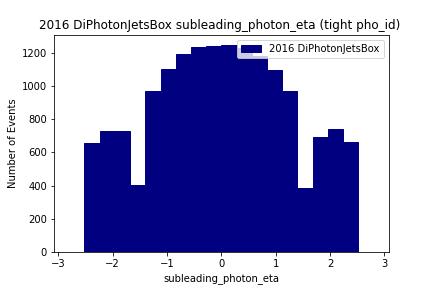 2016 DiPhotonJetsBox subleading_photon_eta (tight pho_id)
2016 DiPhotonJetsBox
Number of Events
1200
1000
800
600
400
200
0
−3 −2 −1 0 1 2 3
subleading_photon_eta